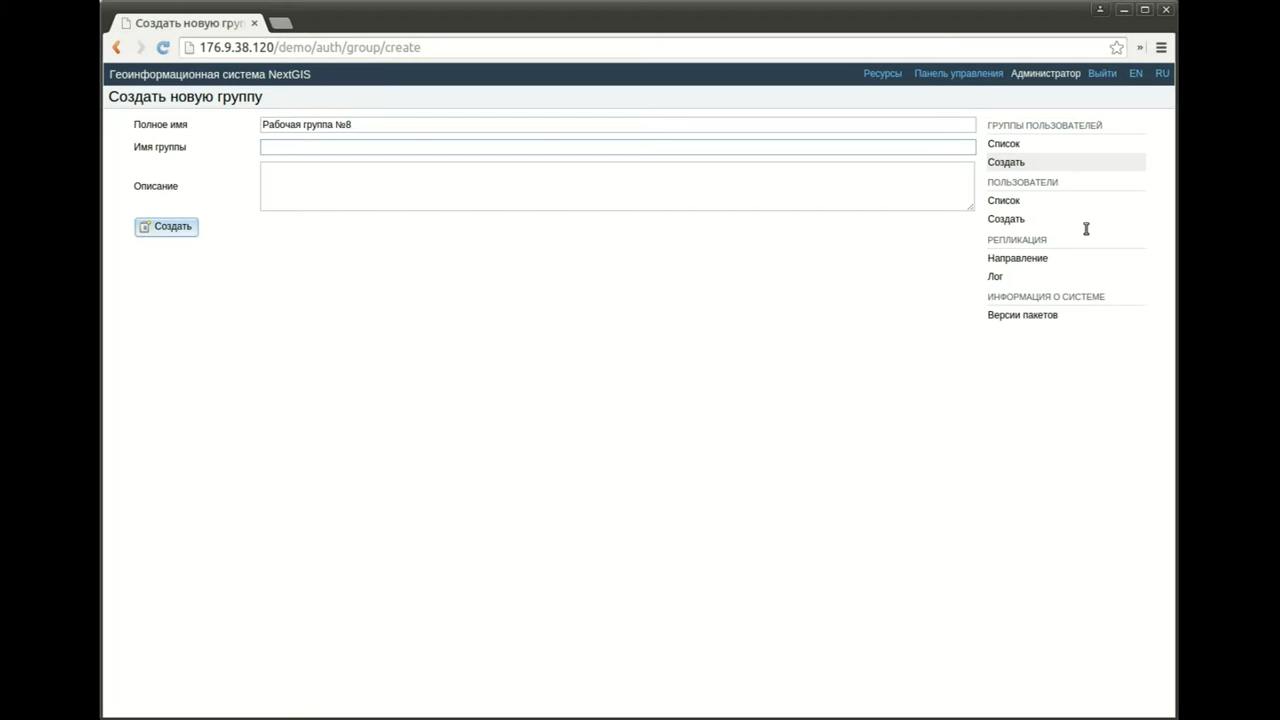 Создать новую груп
176.9.38.120/demo/auth/group/create
»
Геоинформационная система NextGIS
Ресурсы Панель управления Администратор Выйти EN RU
Создать новую группу
Полное имя
Рабочая группа №8
Имя группы
Описание
Создать
ГРУППЫ ПОЛЬЗОВАТЕЛЕЙ
Список
Создать
ПОЛЬЗОВАТЕЛИ
Список
Создать
РЕПЛИКАЦИЯ
Направление
Лог
ИНФОРМАЦИЯ О СИСТЕМЕ
Версии пакетов